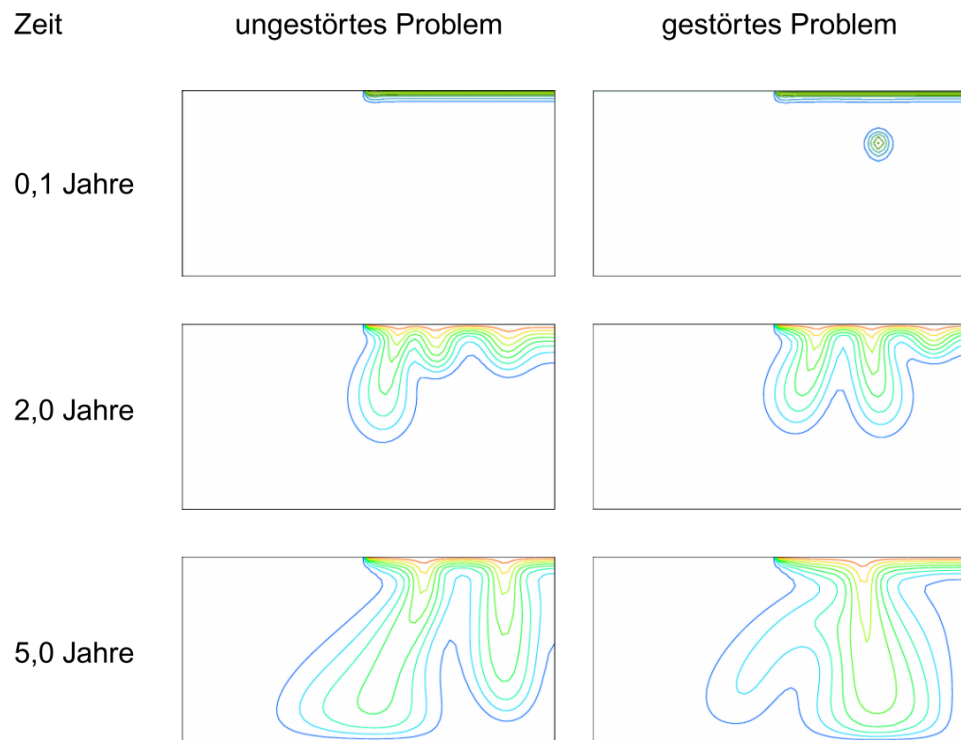 Zeit ungestörtes Problem gestörtes Problem
0,1 Jahre
2,0 Jahre
5,0 Jahre